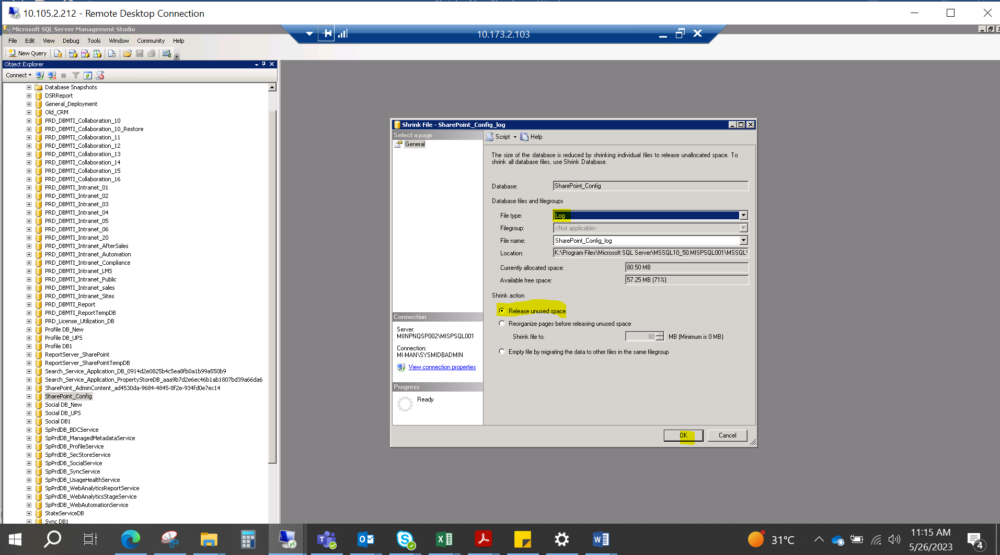 10.105.2.212 - Remote Desktop Connection
Microsoft SQL Server Management Studio
10.173.2.103
File Edit View Debug Tools Window Community Help
New Query
Object Explorer
Connect
Database Snapshots
DSRReport
General_Deployment
Old_CRM
PRD_DBMTI_Collaboration_10
PRD_DBMTI_Collaboration_10_Restore
PRD_DBMTI_Collaboration_11
PRD_DBMTI_Collaboration_12
PRD_DBMTI_Collaboration_13
PRD_DBMTI_Collaboration_14
PRD_DBMTI_Collaboration_15
PRD_DBMTI_Collaboration_16
PRD_DBMTI_Intranet_01
PRD_DBMTI_Intranet_02
PRD_DBMTI_Intranet_03
PRD_DBMTI_Intranet_04
PRD_DBMTI_Intranet_05
PRD_DBMTI_Intranet_06
PRD_DBMTI_Intranet_20
PRD_DBMTI_Intranet_AfterSales
PRD_DBMTI_Intranet_Automation
PRD_DBMTI_Intranet_Compliance
PRD_DBMTI_Intranet_LMS
PRD_DBMTI_Intranet_Public
PRD_DBMTI_Intranet_sales
PRD_DBMTI_Intranet_Sites
PRD_DBMTI_Report
PRD_DBMTI_ReportTempDB
PRD_License_Utilization_DB
Profile DB_New
Profile DB_UPS
Profile DB1
ReportServer_SharePoint
ReportServer_SharePointTempDB
Search_Service_Application_DB_0914d2e0825b4c5ea8fb0a1b99a550b9
Search_Service_Application_PropertyStoreDB_aaa9b7d2e6ec46b1ab1807bd39a66da6
SharePoint_AdminContent_ad4530da-9684-4845-8f2e-934fd0e7ec14
SharePoint_Config
Social DB_New
Social DB_UPS
Social DB1
SpPrdDB_BDCService
SpPrdDB_ManagedMetadataService
SpPrdDB_ProfileService
SpPrdDB_SecStoreService
SpPrdDB_SocialService
SpPrdDB_SyncService
SpPrdDB_UsageHealthService
SpPrdDB_WebAnalyticsReportService
SpPrdDB_WebAnalyticsStageService
SpPrdDB_WebAutomationService
StateServiceDB
Sync DB1
Shrink File - SharePoint_Config_log
Select a page
General
Script Help
The size of the database is reduced by shrinking individual files to release unallocated space. To
shrink all database files, use Shrink Database.
Database: SharePoint_Config
Database files and filegroups
File type: Log
Filegroup: <Not applicable>
File name: SharePoint_Config_log
Location: K:\Program Files\Microsoft SQL Server\MSSQL10_50.MISPSQL001\MSSQL\
Currently allocated space: 80.50 MB
Available free space: 57.25 MB (71%)
Shrink action
Release unused space
Reorganize pages before releasing unused space
Shrink file to: 80 MB (Minimum is 0 MB)
Empty file by migrating the data to other files in the same filegroup
Connection
Server:
MIINPNQSP002\MISPSQL001
Connection:
MI-MAN\SYSMIDBADMIN
View connection properties
Progress
Ready
OK Cancel
31°C
11:15 AM
5/26/2023
4